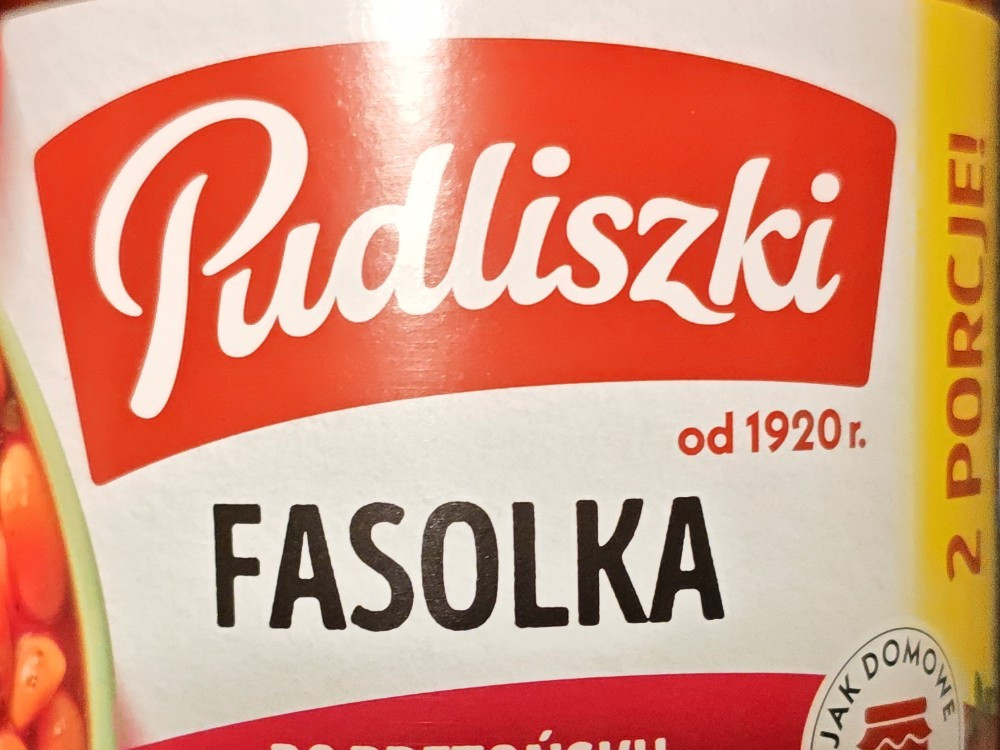 Pudliszki
od 1920 r.
FASOLKA
2 PORCJE!
JAK DOMOWE